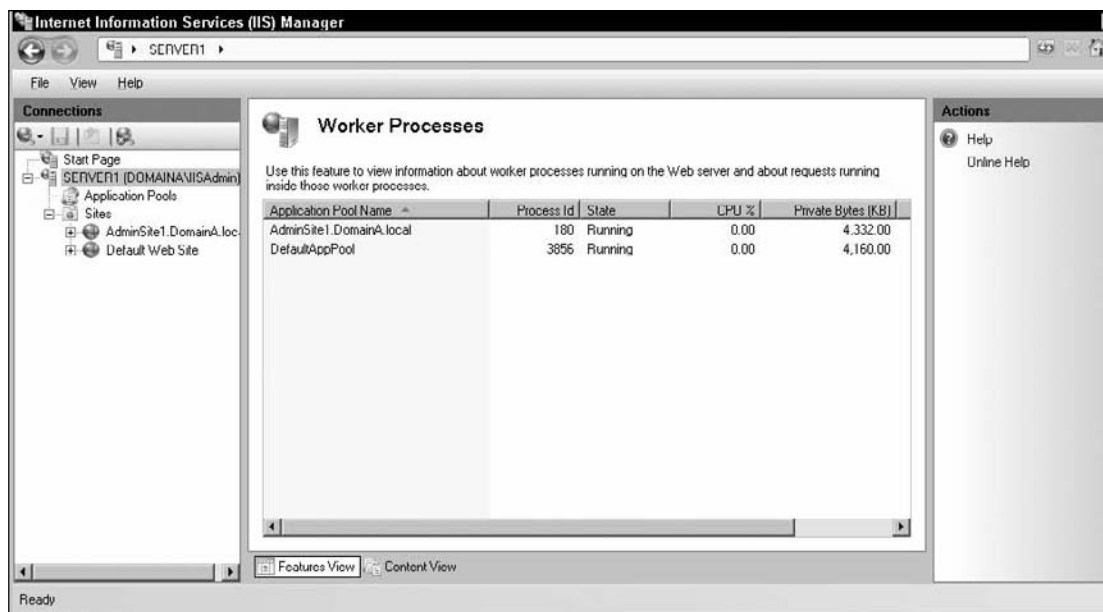 Internet Information Services (IIS) Manager
SERVER1
File View Help
Connections
Start Page
SERVER1 (DOMAINA\IISAdmin)
Application Pools
Sites
AdminSite1.DomainA.loc
Default Web Site
Worker Processes
Use this feature to view information about worker processes running on the Web server and about requests running
inside those worker processes.
Application Pool Name Process Id State CPU % Private Bytes (KB)
AdminSite1.DomainA.local 180 Running 0.00 4,332.00
DefaultAppPool 3856 Running 0.00 4,160.00
Features View Content View
Actions
Help
Online Help
Ready